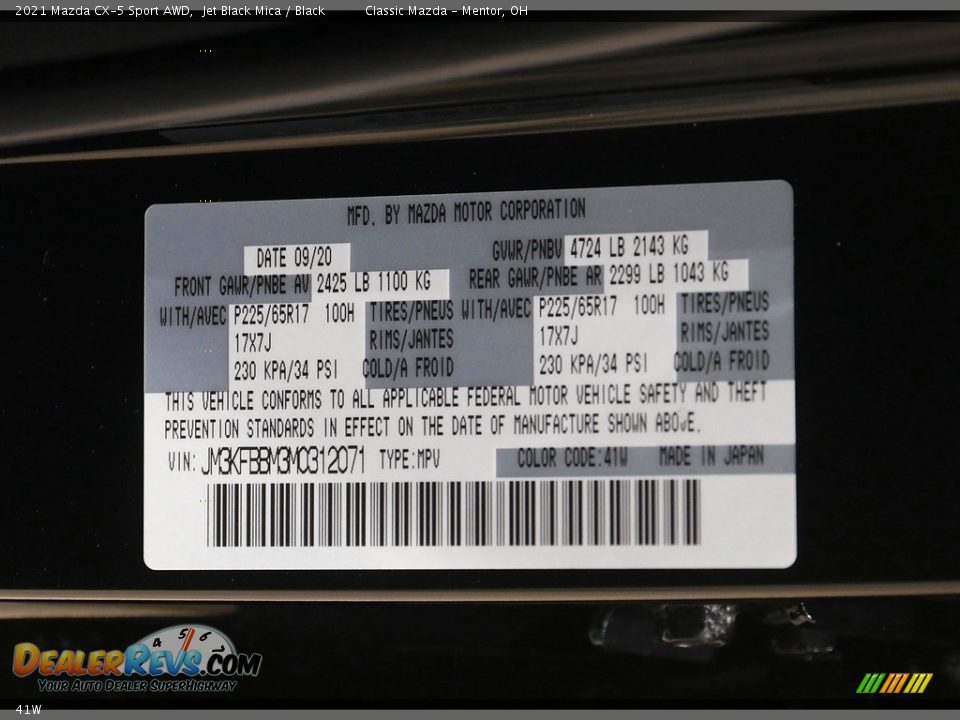 2021 Mazda CX-5 Sport AWD, Jet Black Mica / Black Classic Mazda - Mentor, OH
MFD. BY MAZDA MOTOR CORPORATION
DATE 09/20 GVWR/PNBV 4724 LB 2143 KG
FRONT GAWR/PNBE AV 2425 LB 1100 KG REAR GAWR/PNBE AR 2299 LB 1043 KG
WITH/AVEC P225/65R17 100H TIRES/PNEUS WITH/AVEC P225/65R17 100H TIRES/PNEUS
17X7J RIMS/JANTES 17X7J RIMS/JANTES
230 KPA/34 PSI COLD/A FROID 230 KPA/34 PSI COLD/A FROID
THIS VEHICLE CONFORMS TO ALL APPLICABLE FEDERAL MOTOR VEHICLE SAFETY AND THEFT
PREVENTION STANDARDS IN EFFECT ON THE DATE OF MANUFACTURE SHOWN ABOVE.
VIN: JM3KFBBM3M0312071 TYPE:MPV COLOR CODE:41W MADE IN JAPAN
4 5 6
DEALERREVS.COM
YOUR AUTO DEALER SUPERHIGHWAY
41W